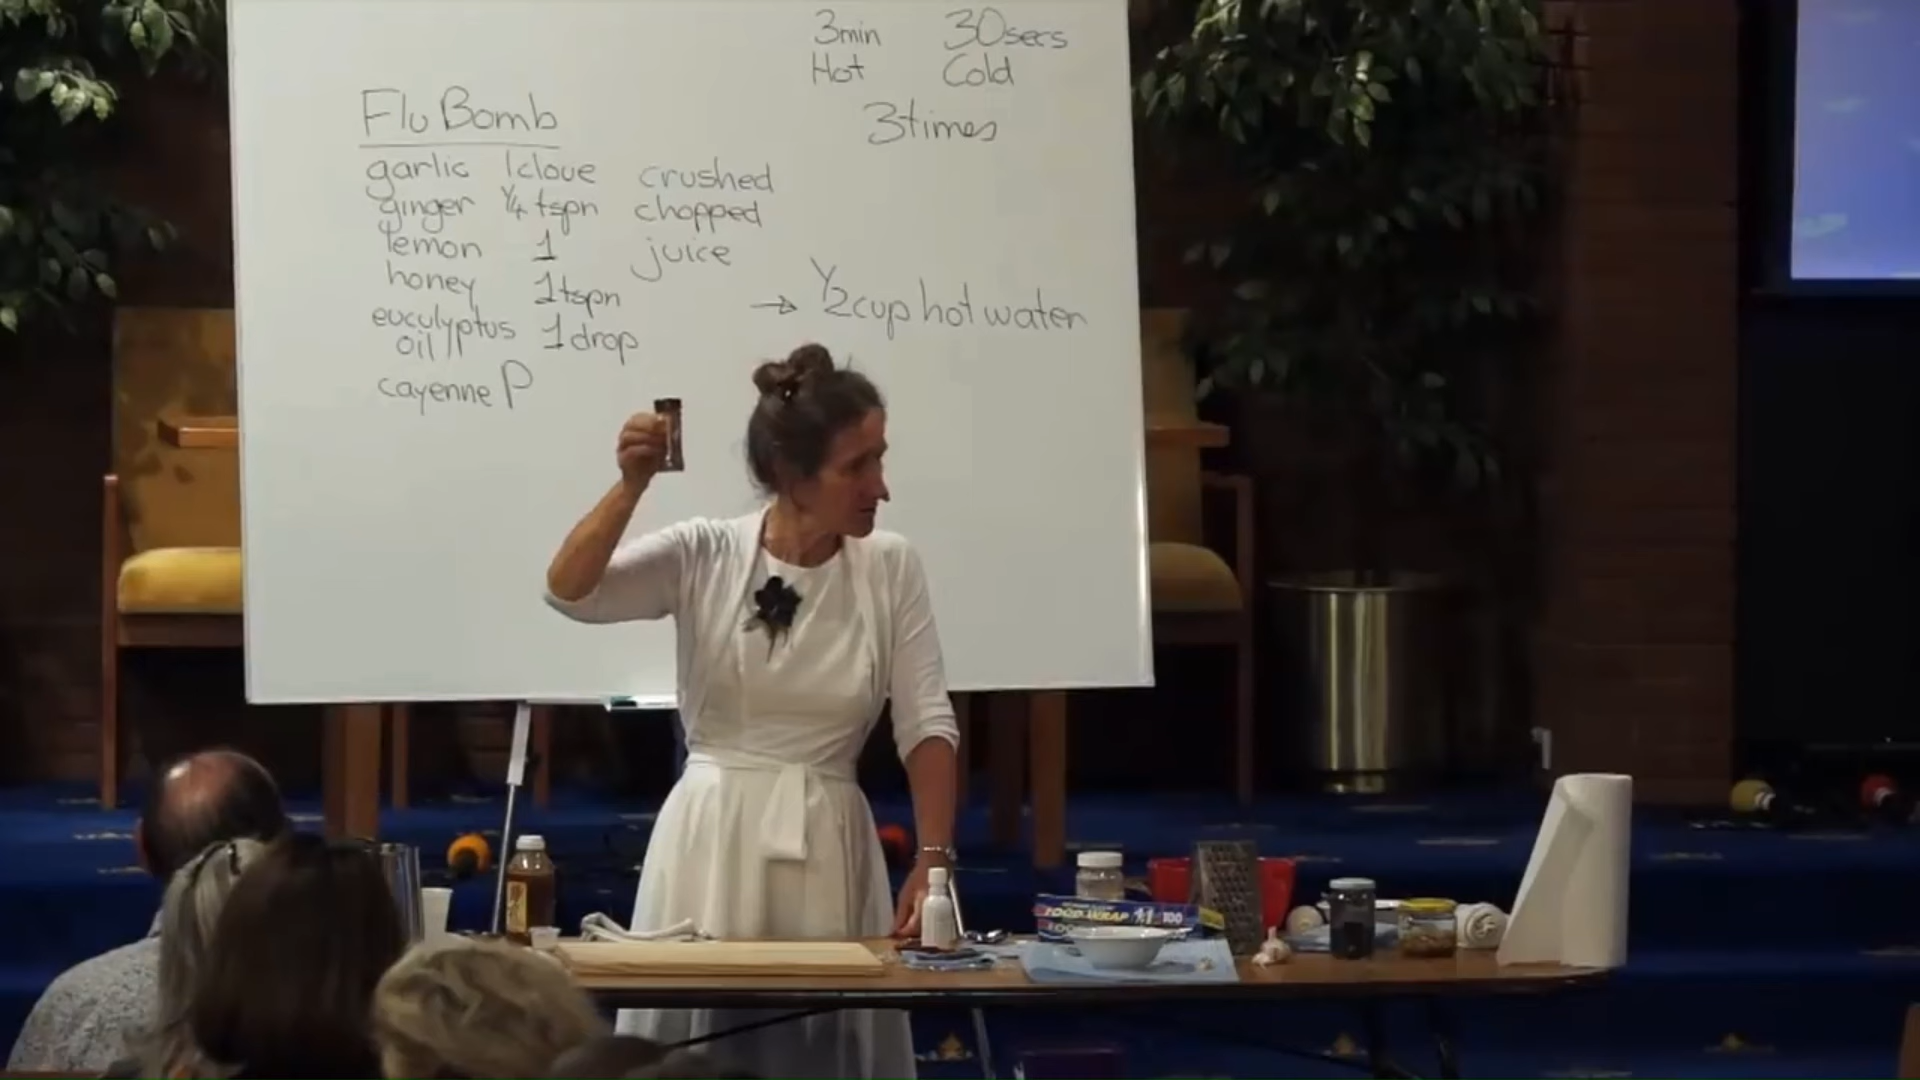 3min 30secs
Hot Cold
3times
Flu Bomb
garlic 1clove crushed
ginger 1/4 tspn chopped
lemon 1 juice
honey 1tspn
→ 1/2cup hot water
euculyptus 1drop
oil
cayenne P
FOOD WRAP 100